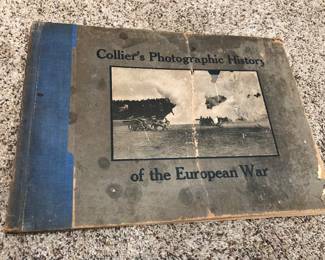 Collier's Photographic History
of the European War